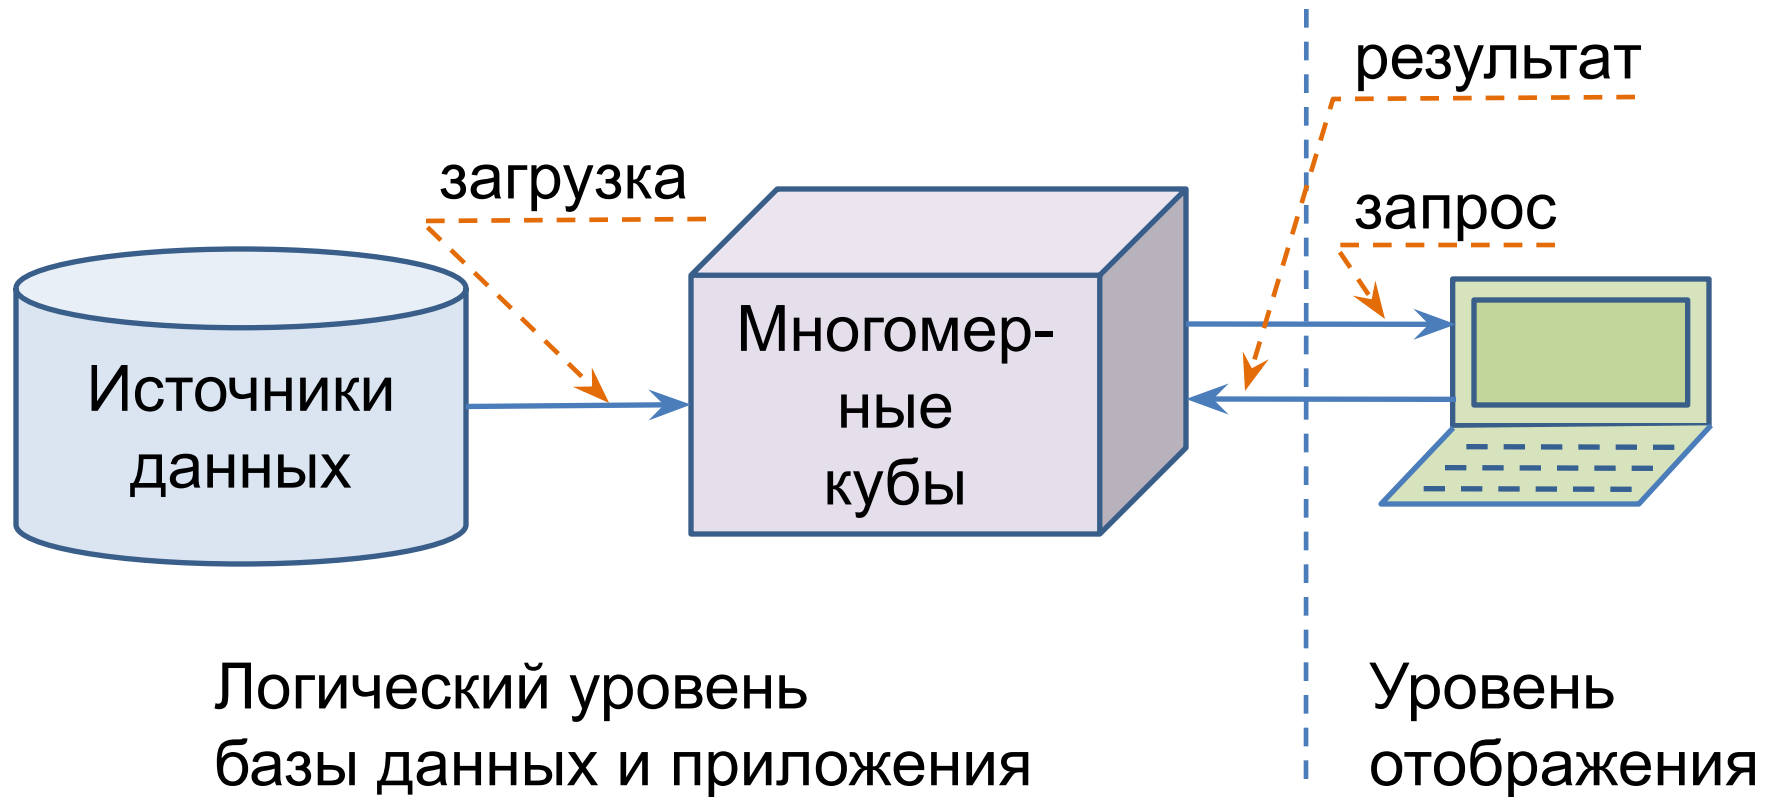 результат
загрузка
запрос
Источники
данных
Многомер-
ные
кубы
Логический уровень
базы данных и приложения
Уровень
отображения